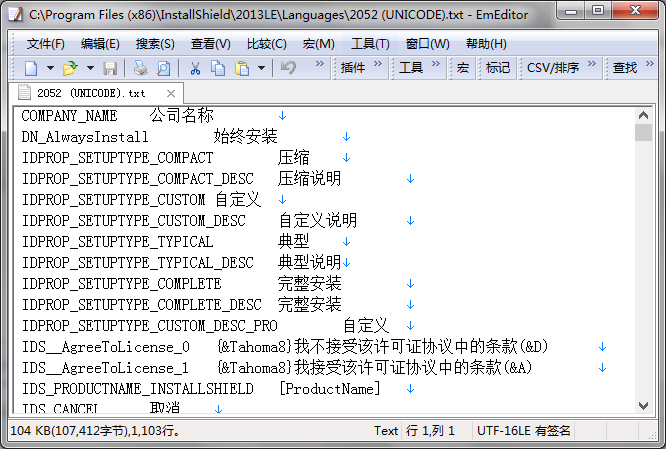 C:\Program Files (x86)\InstallShield\2013LE\Languages\2052 (UNICODE).txt - EmEditor
文件(F) 编辑(E) 搜索(S) 查看(V) 比较(C) 宏(M) 工具(T) 窗口(W) 帮助(H)
插件 工具 宏 标记 CSV/排序 查找
2052 (UNICODE).txt
COMPANY_NAME 公司名称
DN_AlwaysInstall 始终安装
IDPROP_SETUPTYPE_COMPACT 压缩
IDPROP_SETUPTYPE_COMPACT_DESC 压缩说明
IDPROP_SETUPTYPE_CUSTOM 自定义
IDPROP_SETUPTYPE_CUSTOM_DESC 自定义说明
IDPROP_SETUPTYPE_TYPICAL 典型
IDPROP_SETUPTYPE_TYPICAL_DESC 典型说明
IDPROP_SETUPTYPE_COMPLETE 完整安装
IDPROP_SETUPTYPE_COMPLETE_DESC 完整安装
IDPROP_SETUPTYPE_CUSTOM_DESC_PRO 自定义
IDS__AgreeToLicense_0 {&Tahoma8}我不接受该许可证协议中的条款(&D)
IDS__AgreeToLicense_1 {&Tahoma8}我接受该许可证协议中的条款(&A)
IDS_PRODUCTNAME_INSTALLSHIELD [ProductName]
IDS_CANCEL 取消
104 KB(107,412字节),1,103行。 Text 行 1,列 1 UTF-16LE 有签名